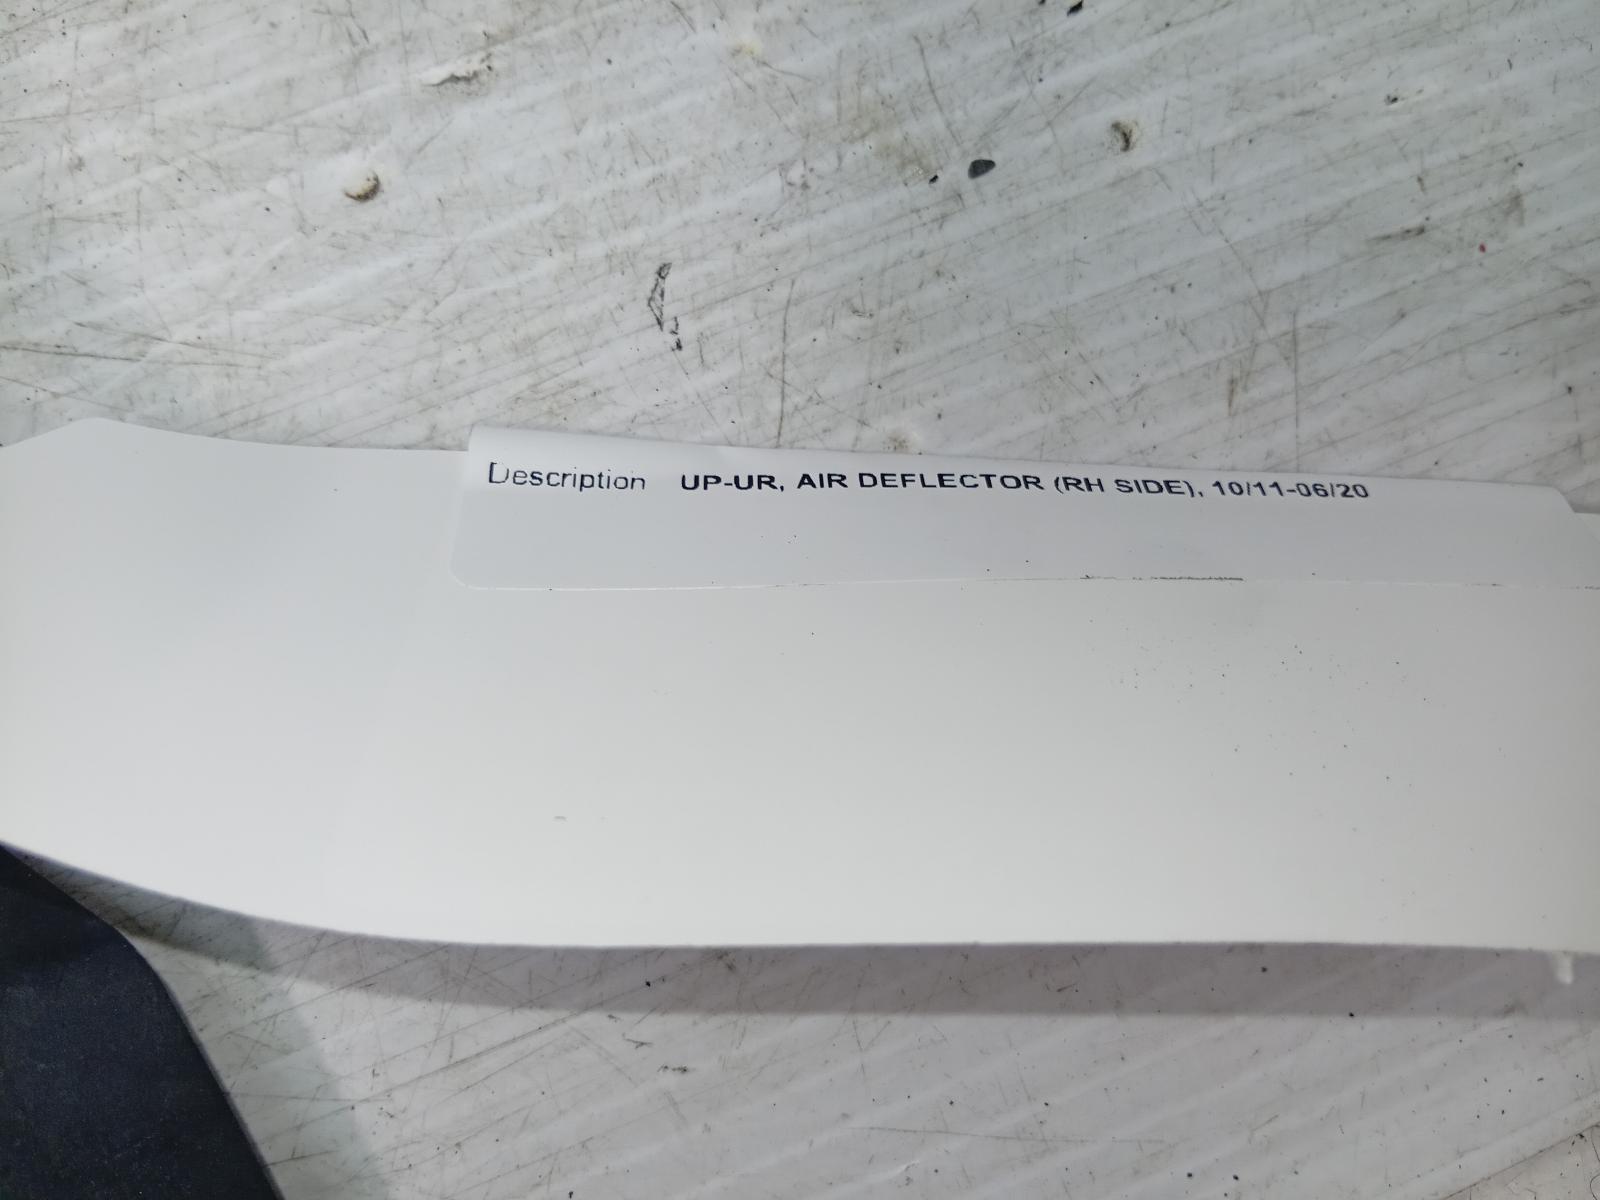 Description UP-UR, AIR DEFLECTOR (RH SIDE), 10/11-06/20